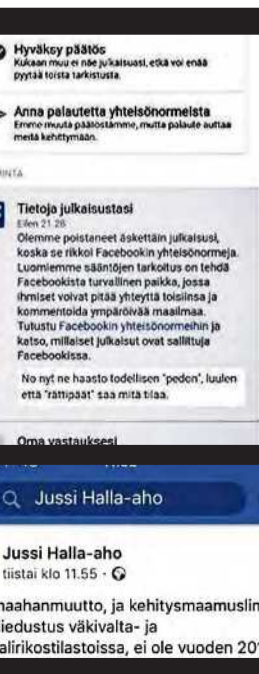 Hyväksy päätös
Kukaan muu ei näe julkaisuasi, etkä voi enää
pyytää toista tarkistusta.
Anna palautetta yhteisönormeista
Emme muuta päätöstämme, mutta palaute auttaa
meitä kehittymään.
INTA
Tietoja julkaisustasi
Eilen 21.26
Olemme poistaneet äskettäin julkaisusi,
koska se rikkoi Facebookin yhteisönormeja.
Luomiemme sääntöjen tarkoitus on tehdä
Facebookista turvallinen paikka, jossa
ihmiset voivat pitää yhteyttä toisiinsa ja
kommentoida ympäröivää maailmaa.
Tutustu Facebookin yhteisönormeihin ja
katso, millaiset julkaisut ovat sallittuja
Facebookissa.
No nyt ne haasto todellisen "pedon", luulen
että "rättipäät" saa mitä tilaa.
Oma vastauksesi
Jussi Halla-aho
Jussi Halla-aho
tiistai klo 11.55 ·
maahanmuutto, ja kehitysmaamuslin
iedustus väkivalta- ja
alirikostilastoissa, ei ole vuoden 201